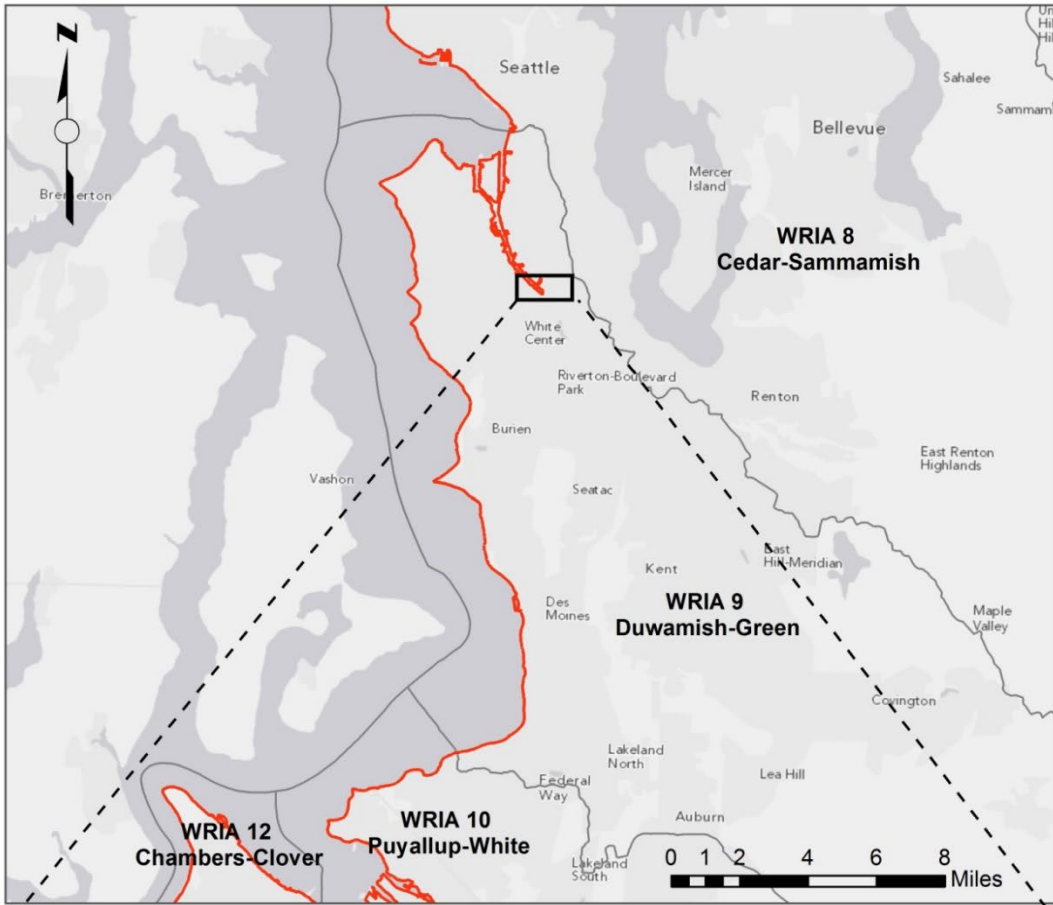 Un
Hil
Hill
Z
Seattle
Sahalee
Sammam
Bellevue
Mercer
Island
Bremerton
WRIA 8
Cedar-Sammamish
White
Center
Riverton-Boulevard
Park
Renton
Burien
East Renton
Highlands
Vashon
Seatac
East
Hill-Meridian
Kent
Des
Moines
WRIA 9
Duwamish-Green
Maple
Valley
Covington
Lakeland
North
Lea Hill
Federal
Way
Auburn
WRIA 12
Chambers-Clover
WRIA 10
Puyallup-White
Lakeland
South
0 1 2 4 6 8
Miles